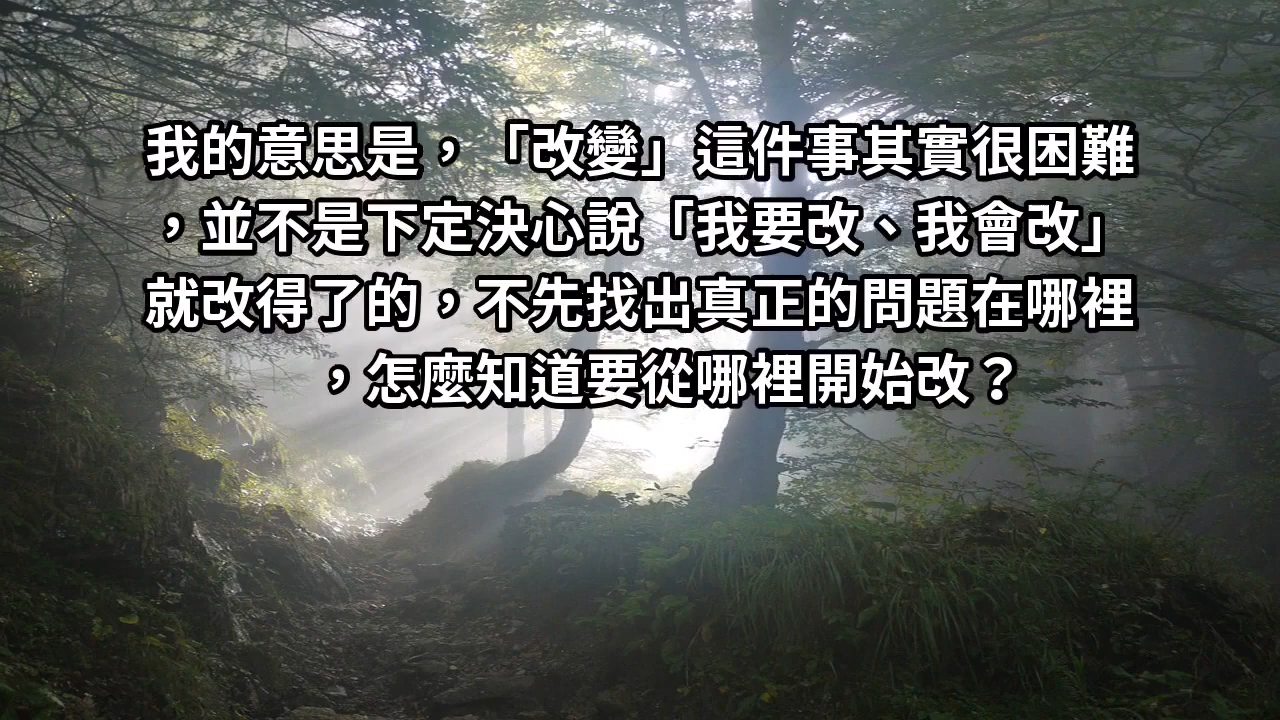 我的意思是，「改變」這件事其實很困難
，並不是下定決心說「我要改、我會改」
就改得了的，不先找出真正的問題在哪裡
，怎麼知道要從哪裡開始改？